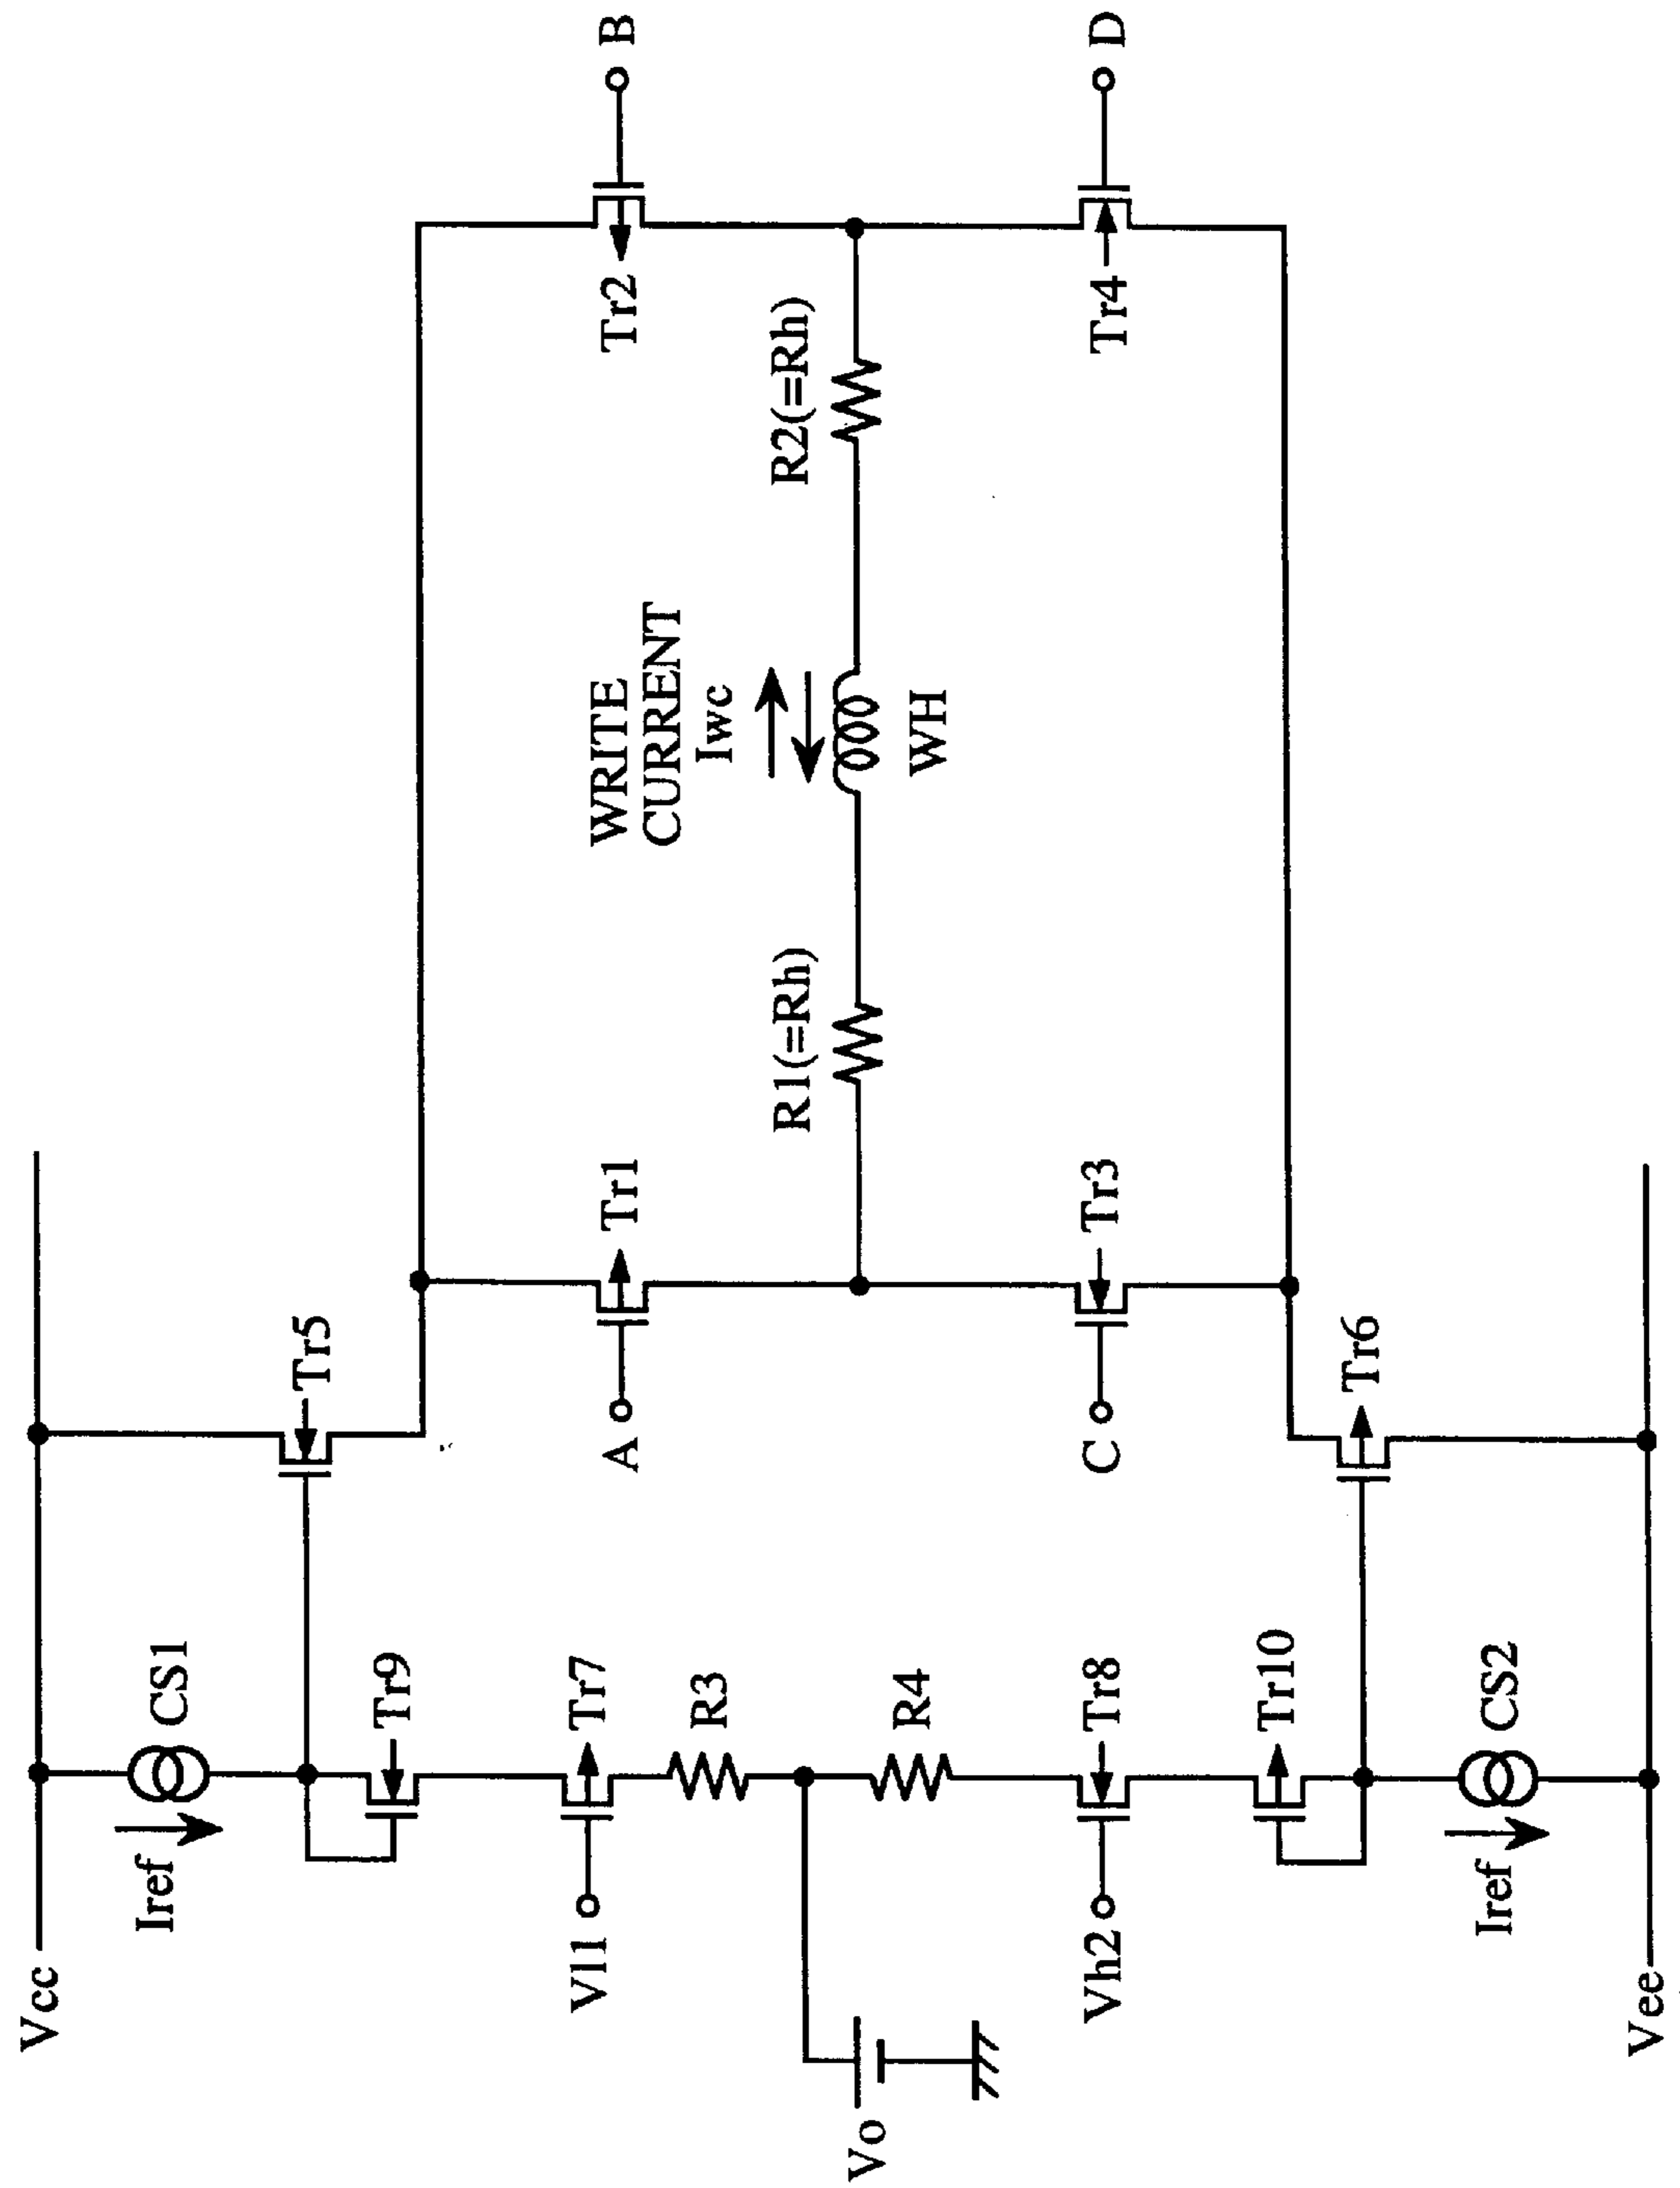 Vcc
Iref
CS1
Tr5
Tr9
Vl1
Tr7
R3
Vo
R4
Vh2
Tr8
Tr10
Iref
CS2
Vee
A
Tr1
C
Tr3
Tr6
R1(=Rh)
WRITE
CURRENT
Iwc
WH
R2(=Rh)
Tr2
B
Tr4
D